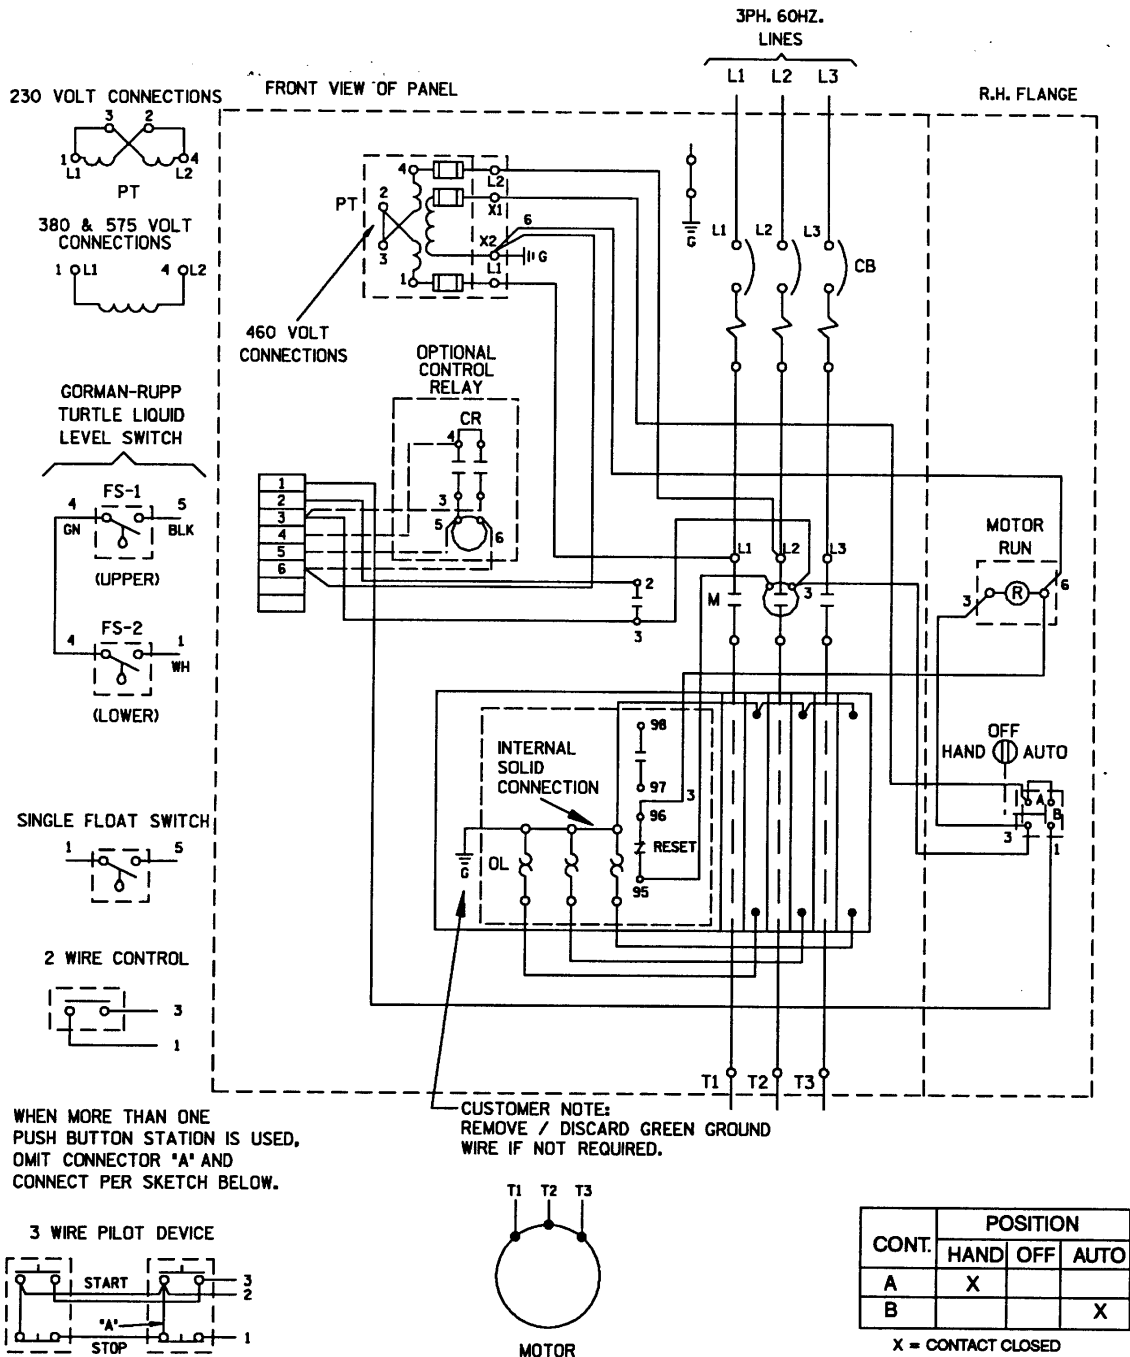 3PH. 60HZ.
LINES
L1 L2 L3
FRONT VIEW OF PANEL
R.H. FLANGE
230 VOLT CONNECTIONS
3 2
1 4
L1 L2
PT
380 & 575 VOLT
CONNECTIONS
1 L1 4 L2
PT
4
2
3
1
L2
X1
X2
L1
6
G
460 VOLT
CONNECTIONS
G
L1 L2 L3
CB
OPTIONAL
CONTROL
RELAY
CR
4
3
5 6
GORMAN-RUPP
TURTLE LIQUID
LEVEL SWITCH
FS-1
4 5
GN BLK
(UPPER)
FS-2
4 1
WH
(LOWER)
1
2
3
4
5
6
2
3
L1 L2 L3
M
3
MOTOR
RUN
3 R 6
OFF
HAND AUTO
A
B
3 1
INTERNAL
SOLID
CONNECTION
98
97
3
96
RESET
95
OL
G
SINGLE FLOAT SWITCH
1 5
2 WIRE CONTROL
3
1
T1 T2 T3
CUSTOMER NOTE:
REMOVE / DISCARD GREEN GROUND
WIRE IF NOT REQUIRED.
WHEN MORE THAN ONE
PUSH BUTTON STATION IS USED,
OMIT CONNECTOR "A" AND
CONNECT PER SKETCH BELOW.
3 WIRE PILOT DEVICE
START
3
2
"A"
1
STOP
T1 T2 T3
MOTOR
CONT. POSITION
HAND OFF AUTO
A X
B X
X = CONTACT CLOSED